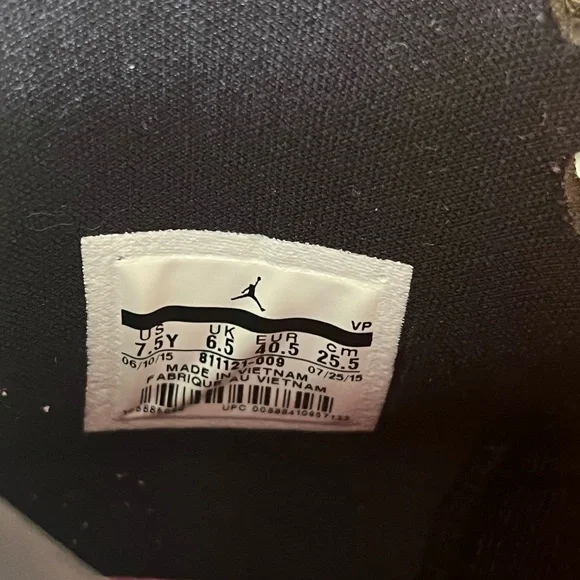 VP
US UK EUR cm
7.5Y 6.5 40.5 25.5
06/10/15 811121-009 07/25/15
MADE IN VIETNAM
FABRIQUE AU VIETNAM
UPC